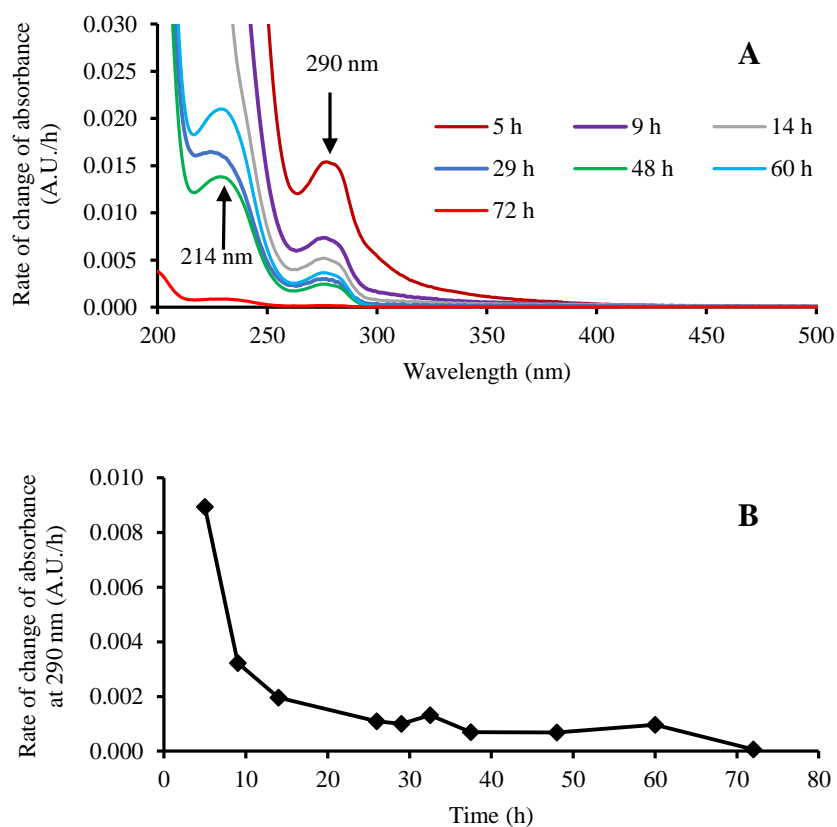 A
0.030
0.025
0.020
0.015
0.010
0.005
0.000
Rate of change of absorbance
(A.U./h)
290 nm
214 nm
5 h
9 h
14 h
29 h
48 h
60 h
72 h
200
250
300
350
400
450
500
Wavelength (nm)
B
0.010
0.008
0.006
0.004
0.002
0.000
Rate of change of absorbance
at 290 nm (A.U./h)
0
10
20
30
40
50
60
70
80
Time (h)